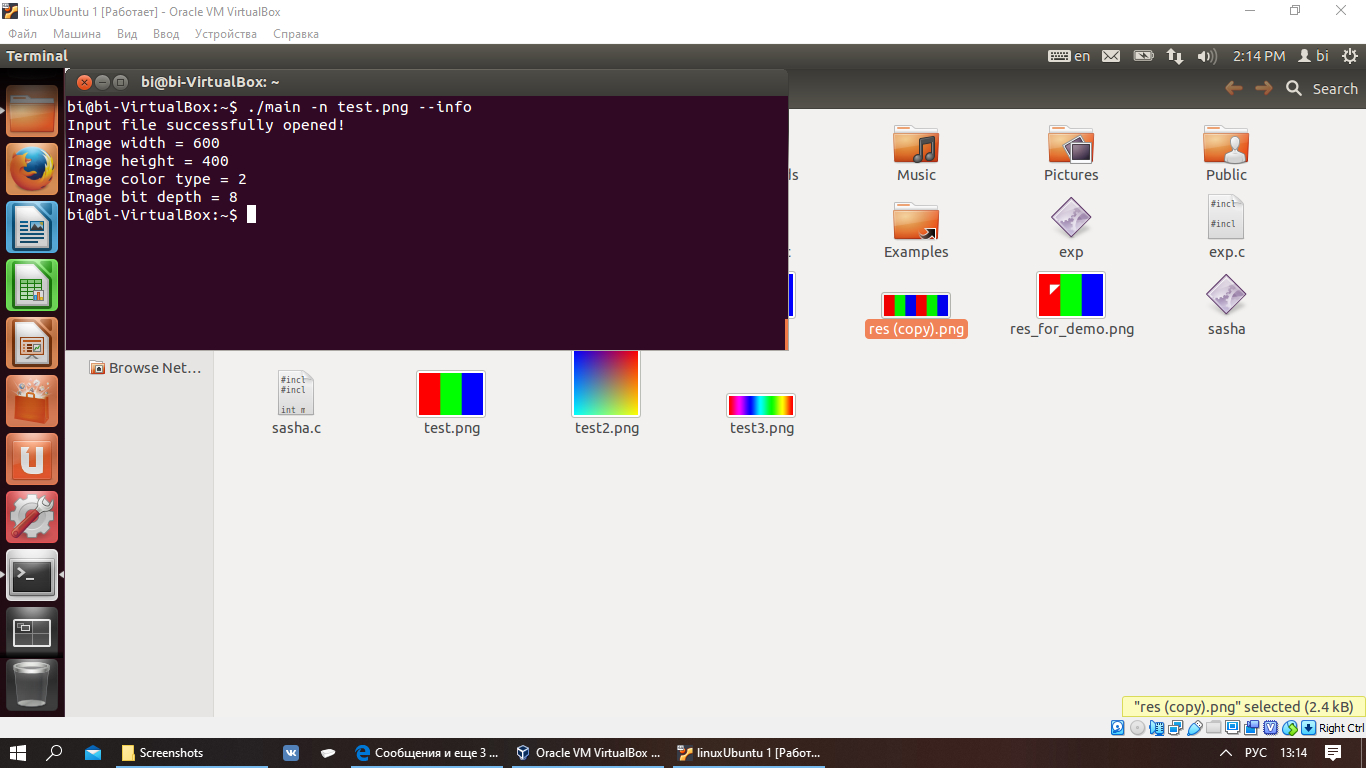 linuxUbuntu 1 [Работает] - Oracle VM VirtualBox
Файл Машина Вид Ввод Устройства Справка
Terminal en 2:14 PM bi
bi@bi-VirtualBox: ~
Search
bi@bi-VirtualBox:~$ ./main -n test.png --info
Input file successfully opened!
Image width = 600
Image height = 400
Image color type = 2
Image bit depth = 8
bi@bi-VirtualBox:~$
ls
Music Pictures Public
#incl
#incl
Examples exp exp.c
res (copy).png res_for_demo.png sasha
Browse Net...
#incl
#incl
int m
sasha.c test.png test2.png test3.png
"res (copy).png" selected (2.4 kB)
Right Ctrl
Screenshots Сообщения и еще 3 ... Oracle VM VirtualBox ... linuxUbuntu 1 [Работ... РУС 13:14